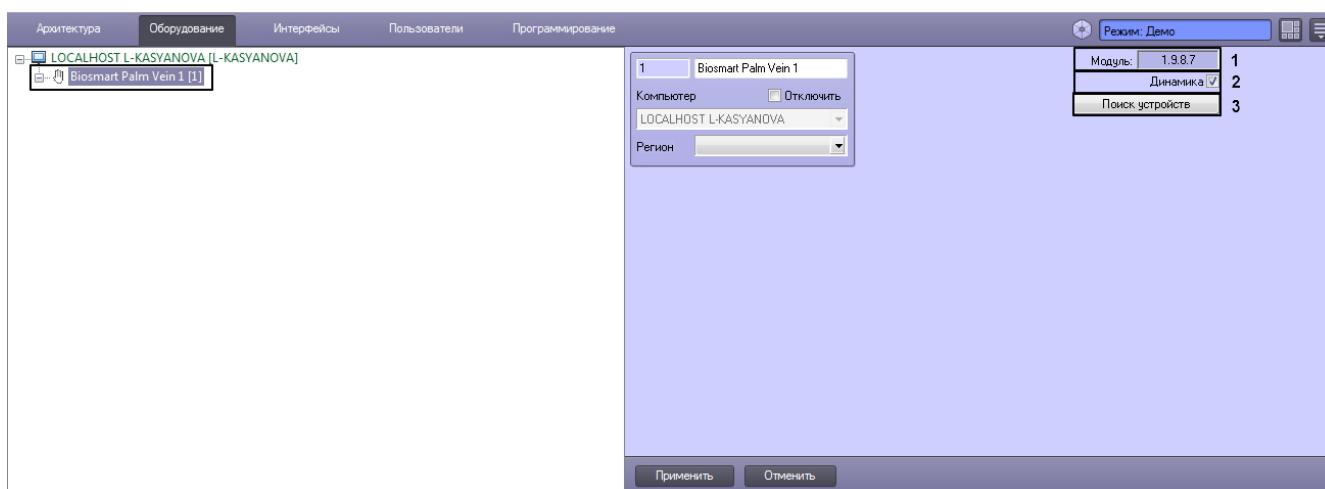 Архитектура Оборудование Интерфейсы Пользователи Программирование Режим: Демо
LOCALHOST L-KASYANOVA [L-KASYANOVA]
Biosmart Palm Vein 1 [1]
1 Biosmart Palm Vein 1
Компьютер Отключить
LOCALHOST L-KASYANOVA
Регион
Модуль: 1.9.8.7 1
Динамика 2
Поиск устройств 3
Применить Отменить